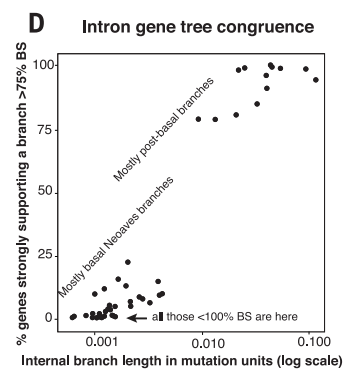 D Intron gene tree congruence
% genes strongly supporting a branch >75% BS
100
75
50
25
0
Mostly post-basal branches
Mostly basal Neoaves branches
all those <100% BS are here
0.001 0.010 0.100
Internal branch length in mutation units (log scale)